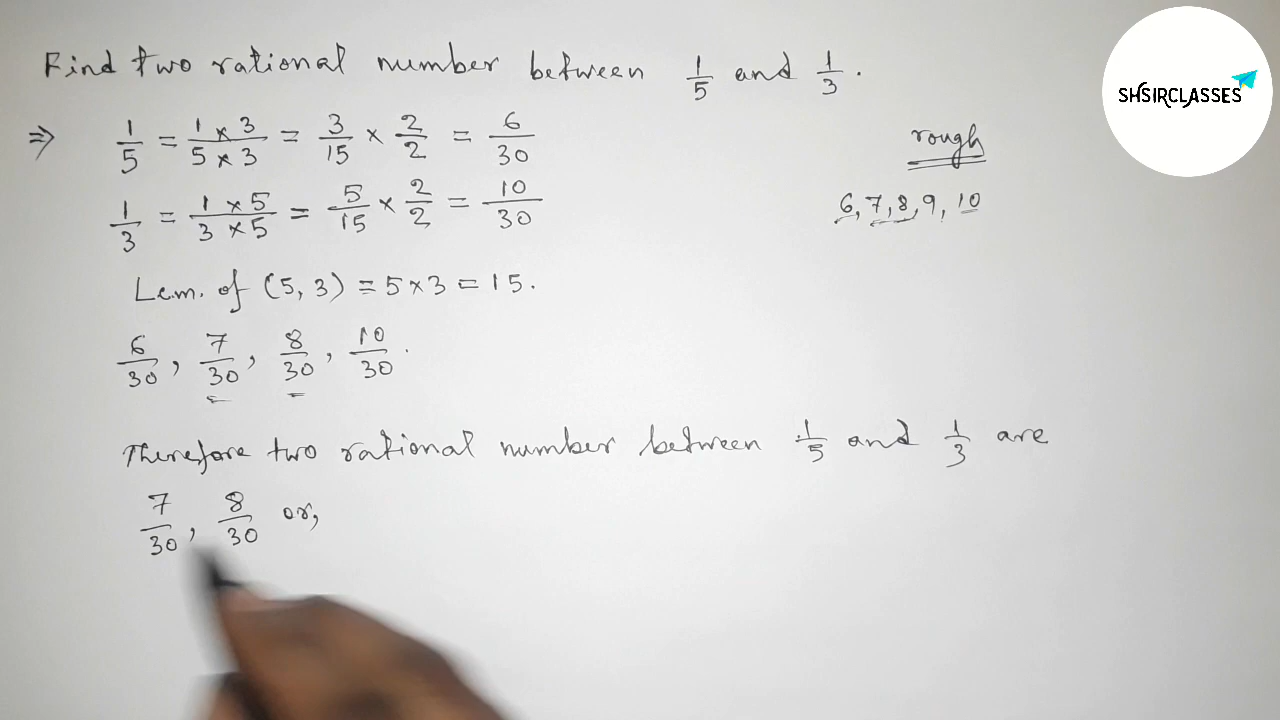 Find two rational number between 1/5 and 1/3.
SHSIRCLASSES
⇒ 1/5 = 1 × 3 / 5 × 3 = 3/15 × 2/2 = 6/30
rough
1/3 = 1 × 5 / 3 × 5 = 5/15 × 2/2 = 10/30
6, 7, 8, 9, 10
Lcm. of (5, 3) = 5 × 3 = 15.
6/30, 7/30, 8/30, 10/30.
Therefore two rational number between 1/5 and 1/3 are
7/30, 8/30 or,